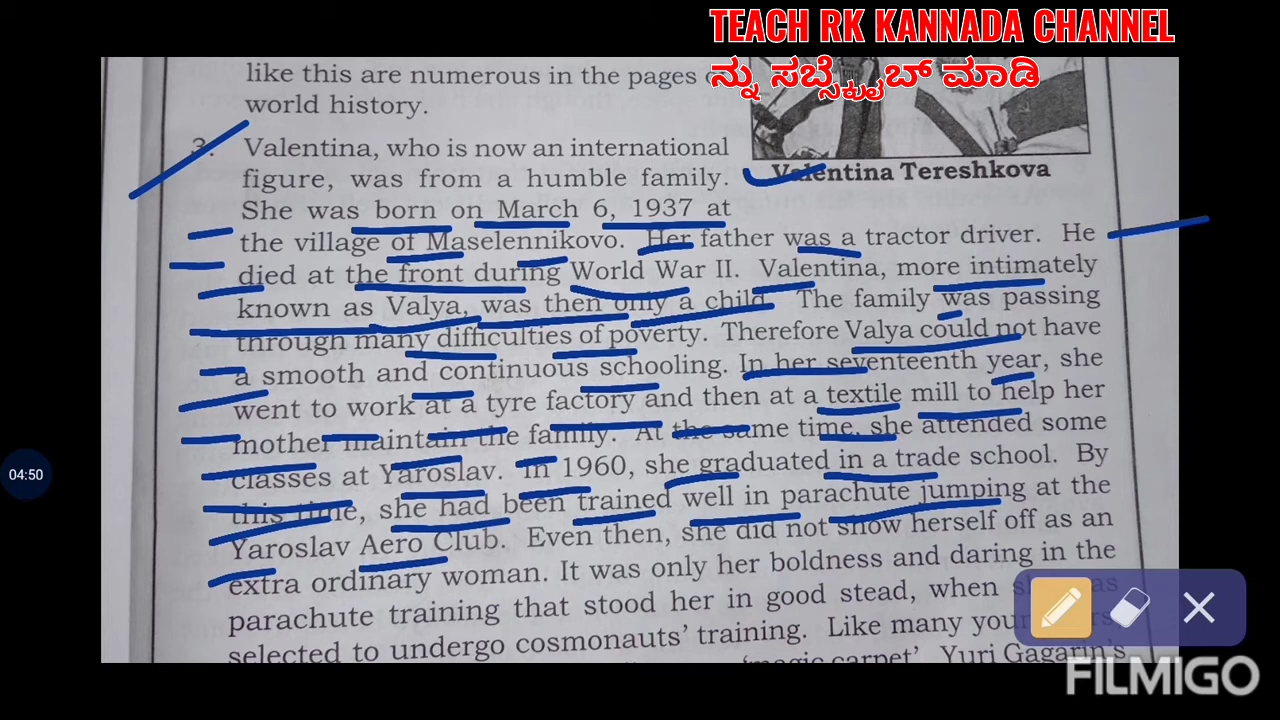 TEACH RK KANNADA CHANNEL
ನ್ನು ಸಬ್ಸ್ಕ್ರೈಬ್ ಮಾಡಿ
like this are numerous in the pages
world history.
3. Valentina, who is now an international
figure, was from a humble family.
Valentina Tereshkova
She was born on March 6, 1937 at
the village of Maselennikovo. Her father was a tractor driver. He
died at the front during World War II. Valentina, more intimately
known as Valya, was then only a child. The family was passing
through many difficulties of poverty. Therefore Valya could not have
a smooth and continuous schooling. In her seventeenth year, she
went to work at a tyre factory and then at a textile mill to help her
mother maintain the family. At the same time, she attended some
classes at Yaroslav. In 1960, she graduated in a trade school. By
this time, she had been trained well in parachute jumping at the
Yaroslav Aero Club. Even then, she did not show herself off as an
extra ordinary woman. It was only her boldness and daring in the
parachute training that stood her in good stead, when
selected to undergo cosmonauts' training. Like many
'magic carpet' Yuri Gagarin's
04:50
FILMIGO